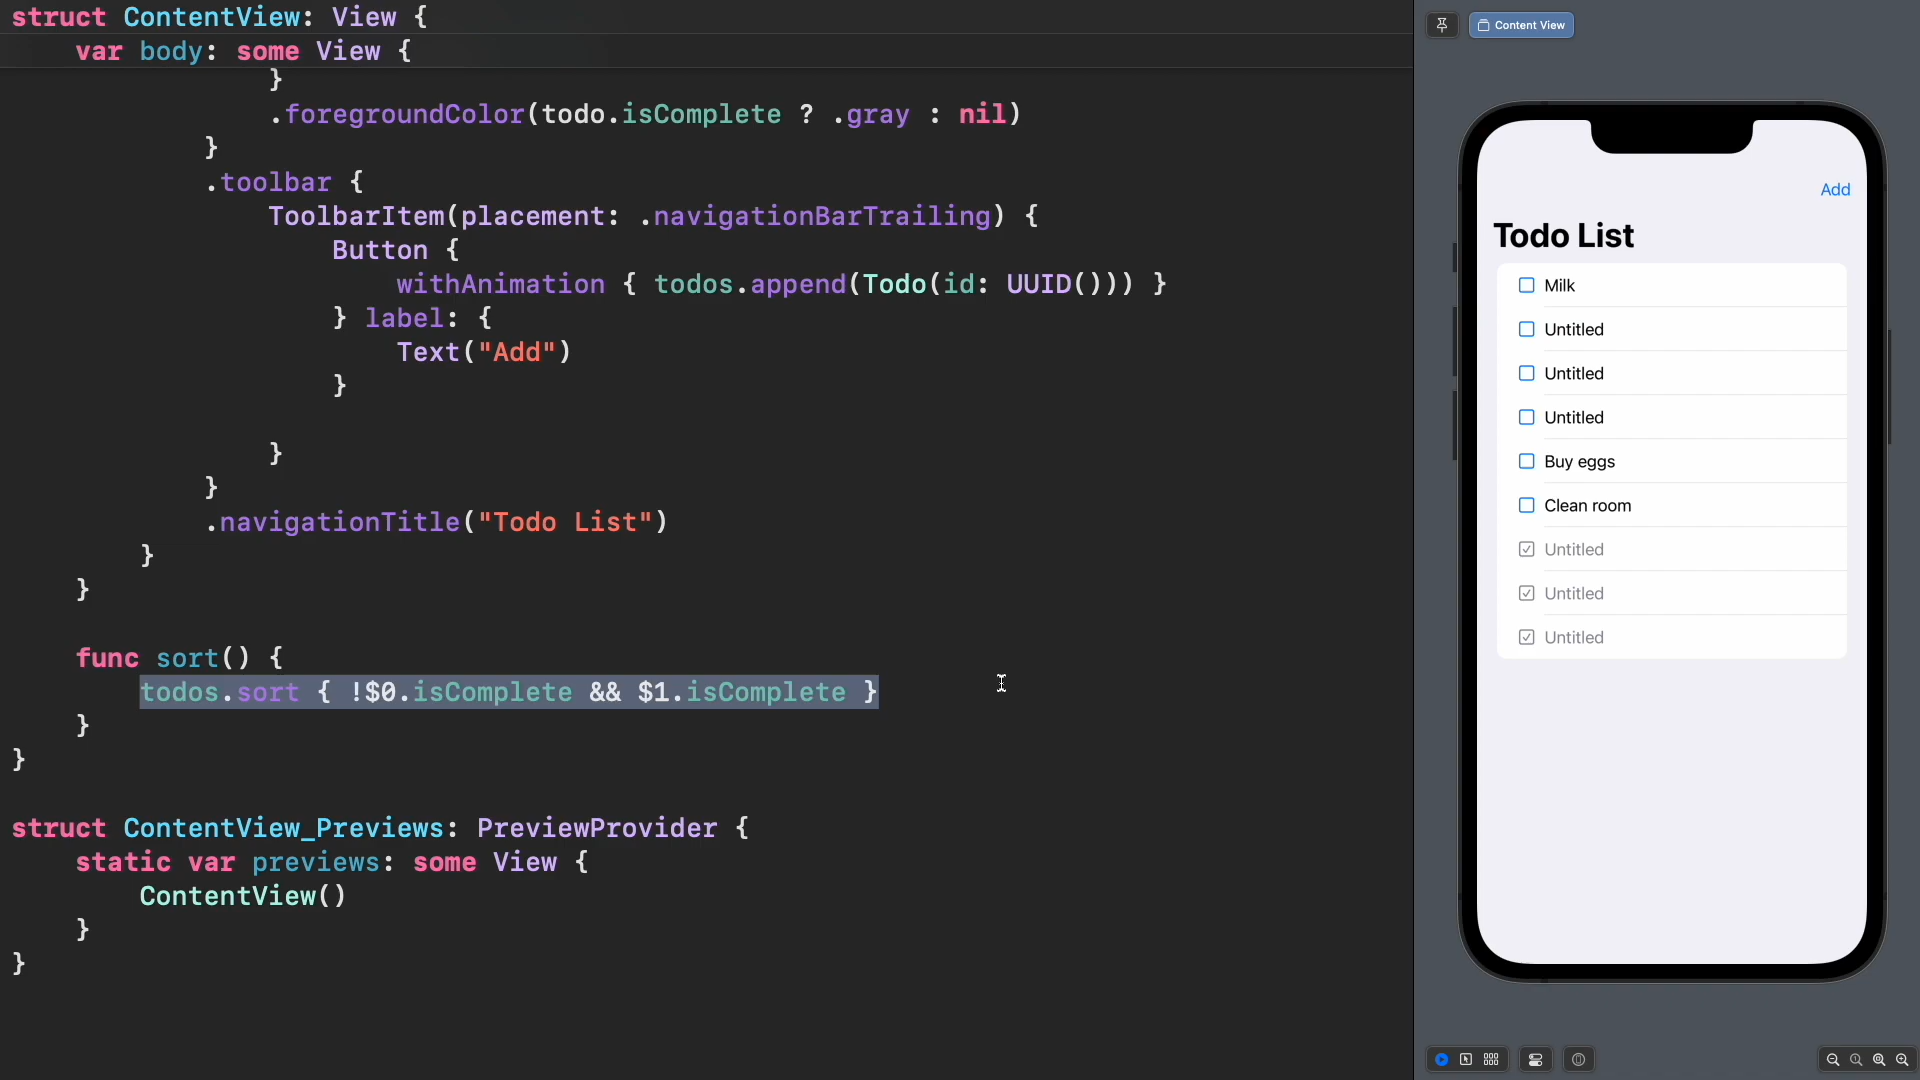 struct ContentView: View {
var body: some View {
}
.foregroundColor(todo.isComplete ? .gray : nil)
}
.toolbar {
ToolbarItem(placement: .navigationBarTrailing) {
Button {
withAnimation { todos.append(Todo(id: UUID())) }
} label: {
Text("Add")
}
}
}
.navigationTitle("Todo List")
}
}
func sort() {
todos.sort { !$0.isComplete && $1.isComplete }
}
}
struct ContentView_Previews: PreviewProvider {
static var previews: some View {
ContentView()
}
}
Content View
Add
Todo List
Milk
Untitled
Untitled
Untitled
Buy eggs
Clean room
Untitled
Untitled
Untitled